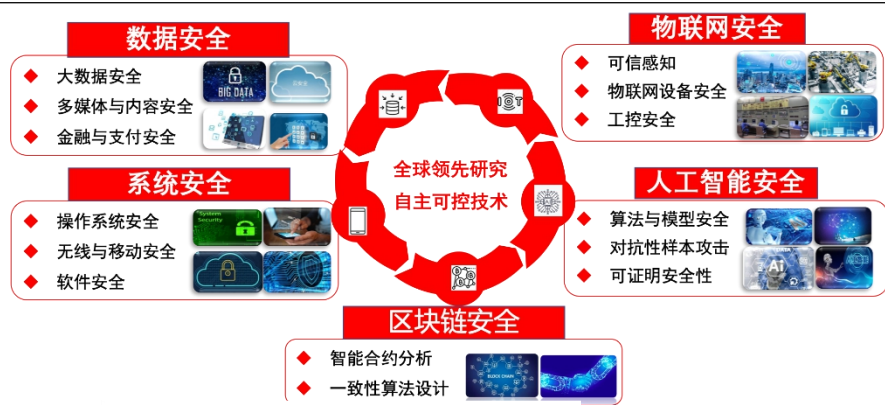 数据安全
大数据安全
多媒体与内容安全
金融与支付安全
BIG DATA
物联网安全
可信感知
物联网设备安全
工控安全
IOT
全球领先研究
自主可控技术
系统安全
操作系统安全
无线与移动安全
软件安全
System
Security
人工智能安全
算法与模型安全
对抗性样本攻击
可证明安全性
Ai
区块链安全
智能合约分析
一致性算法设计
BLOCK CHAIN